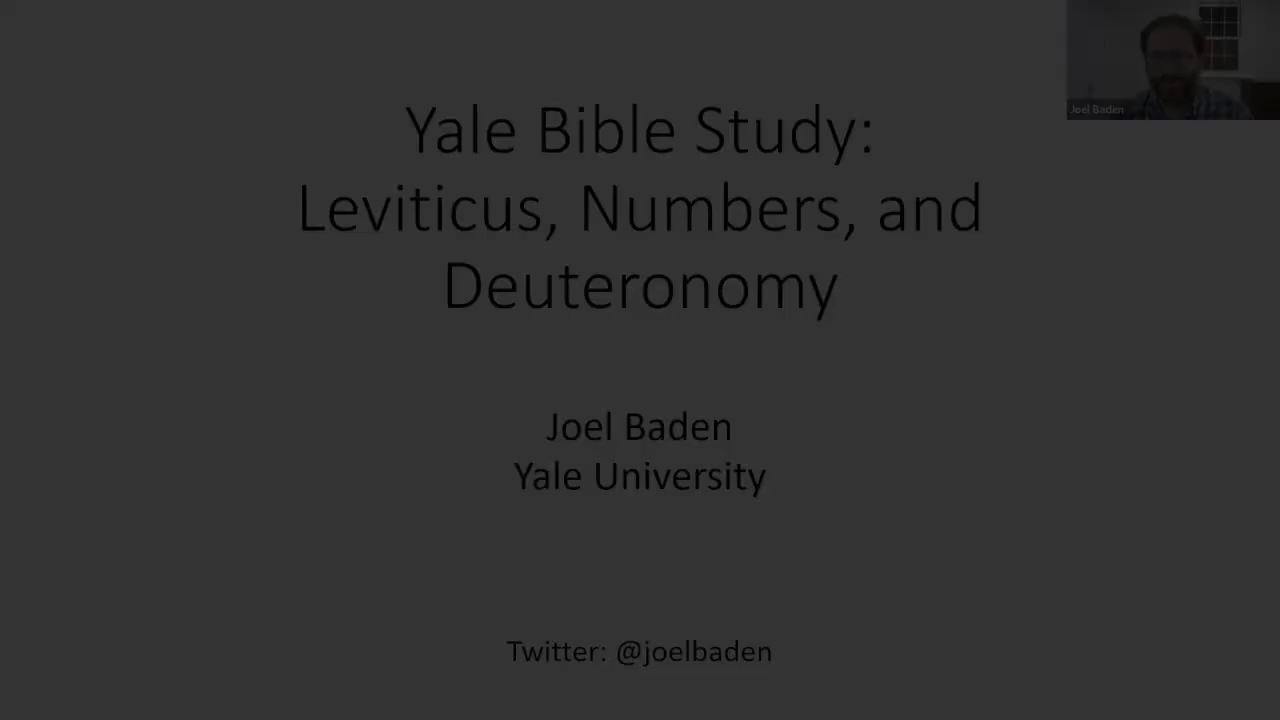 Joel Baden
Yale Bible Study:
Leviticus, Numbers, and
Deuteronomy
Joel Baden
Yale University
Twitter: @joelbaden